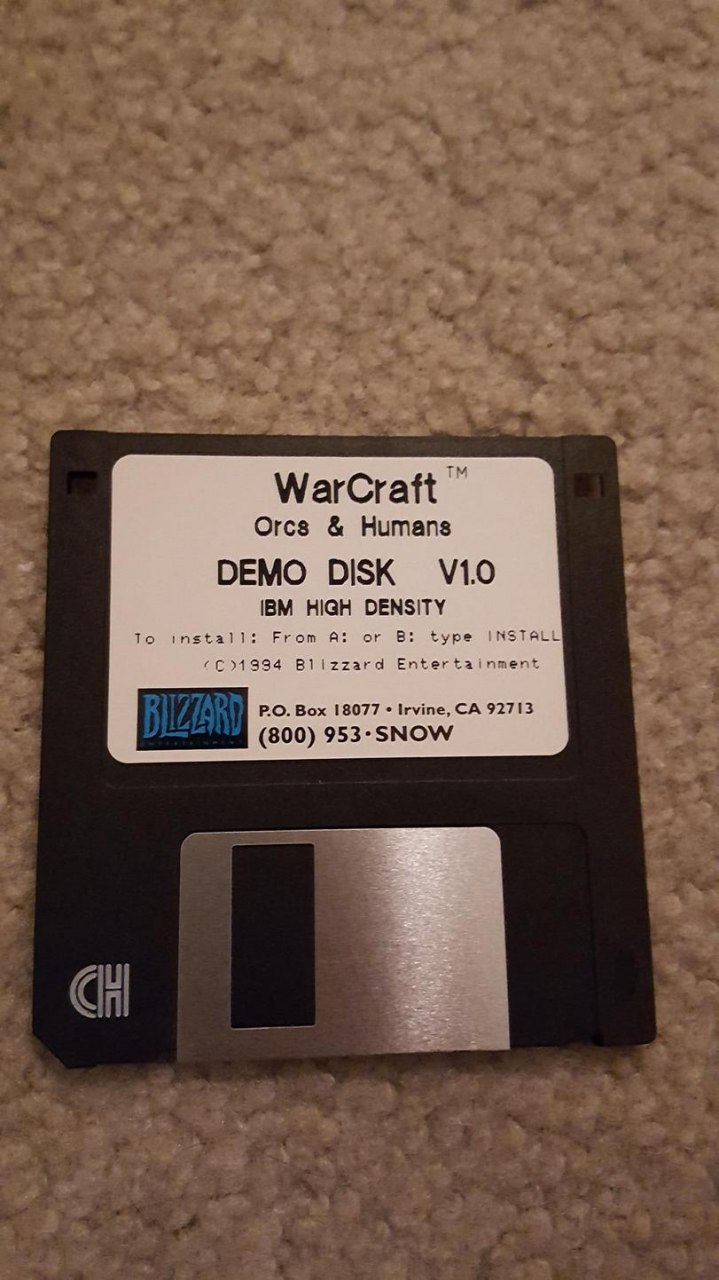 WarCraft™
Orcs & Humans
DEMO DISK V1.0
IBM HIGH DENSITY
To install: From A: or B: type INSTALL
(C)1994 Blizzard Entertainment
BLIZZARD
ENTERTAINMENT
P.O. Box 18077 • Irvine, CA 92713
(800) 953•SNOW
CH